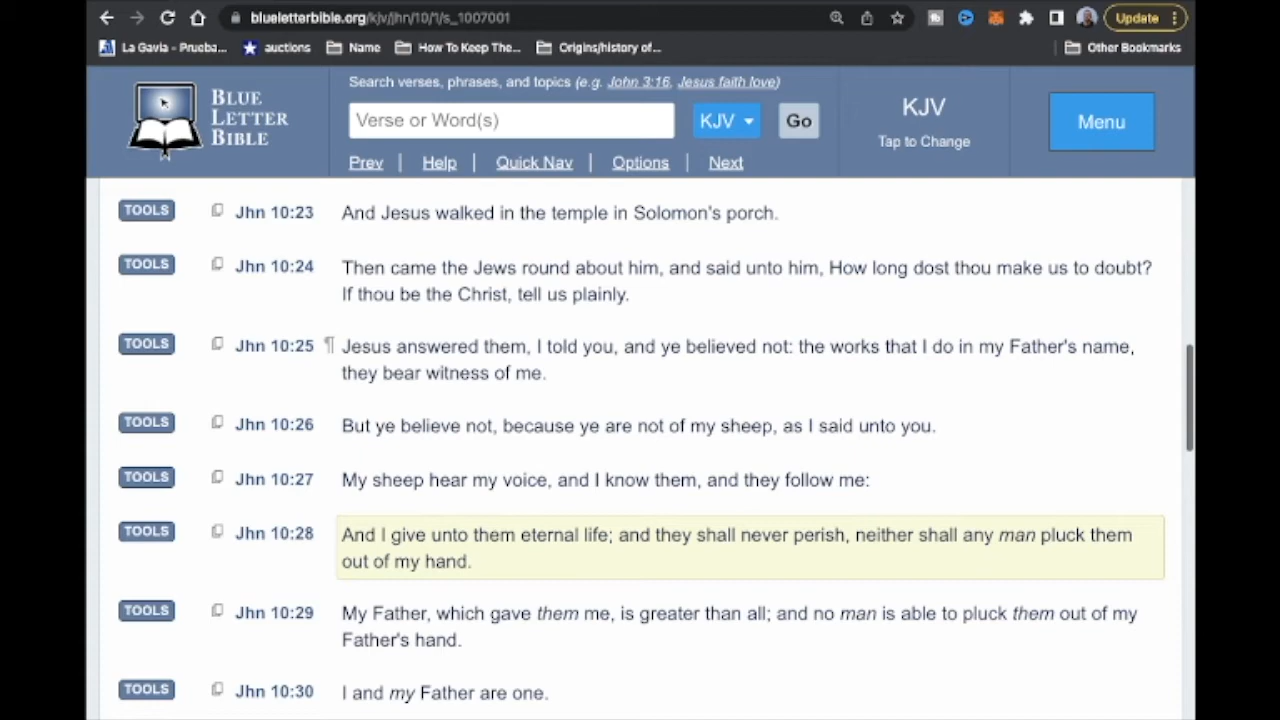 blueletterbible.org/kjv/jhn/10/1/s_1007001
Update
La Gavia - Prueba...
auctions
Name
How To Keep The...
Origins/history of...
Other Bookmarks
BLUE
LETTER
BIBLE
Search verses, phrases, and topics (e.g. John 3:16, Jesus faith love)
Verse or Word(s)
KJV
Go
Prev | Help | Quick Nav | Options | Next
KJV
Tap to Change
Menu
TOOLS Jhn 10:23 And Jesus walked in the temple in Solomon's porch.
TOOLS Jhn 10:24 Then came the Jews round about him, and said unto him, How long dost thou make us to doubt?
If thou be the Christ, tell us plainly.
TOOLS Jhn 10:25 ¶ Jesus answered them, I told you, and ye believed not: the works that I do in my Father's name,
they bear witness of me.
TOOLS Jhn 10:26 But ye believe not, because ye are not of my sheep, as I said unto you.
TOOLS Jhn 10:27 My sheep hear my voice, and I know them, and they follow me:
TOOLS Jhn 10:28 And I give unto them eternal life; and they shall never perish, neither shall any man pluck them
out of my hand.
TOOLS Jhn 10:29 My Father, which gave them me, is greater than all; and no man is able to pluck them out of my
Father's hand.
TOOLS Jhn 10:30 I and my Father are one.